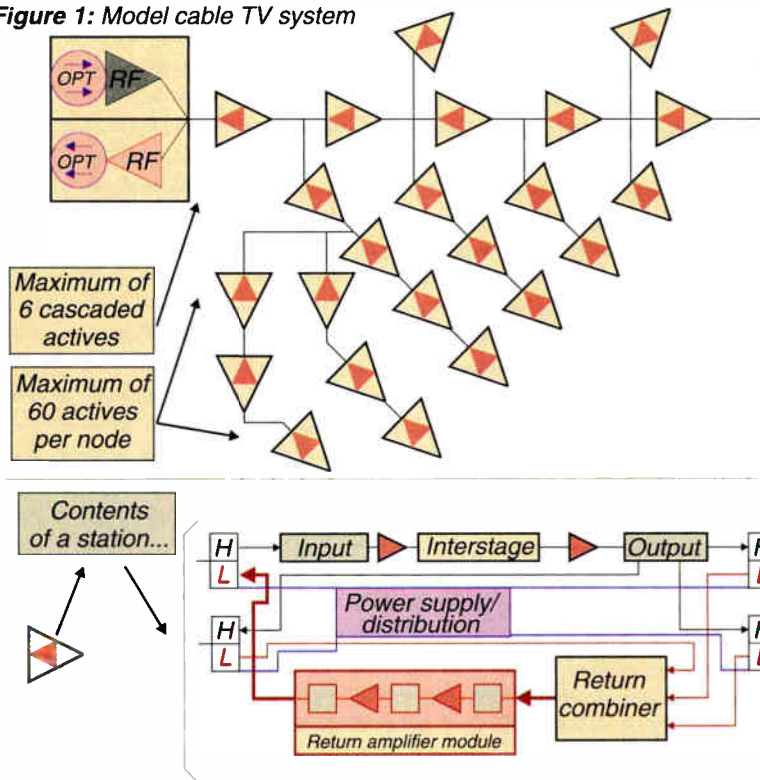 Figure 1: Model cable TV system
OPT RF
OPT RF
Maximum of
6 cascaded
actives
Maximum of
60 actives
per node
Contents
of a station...
H Input Interstage Output H
L L
Power supply/
distribution
H H
L L
Return
combiner
Return amplifier module